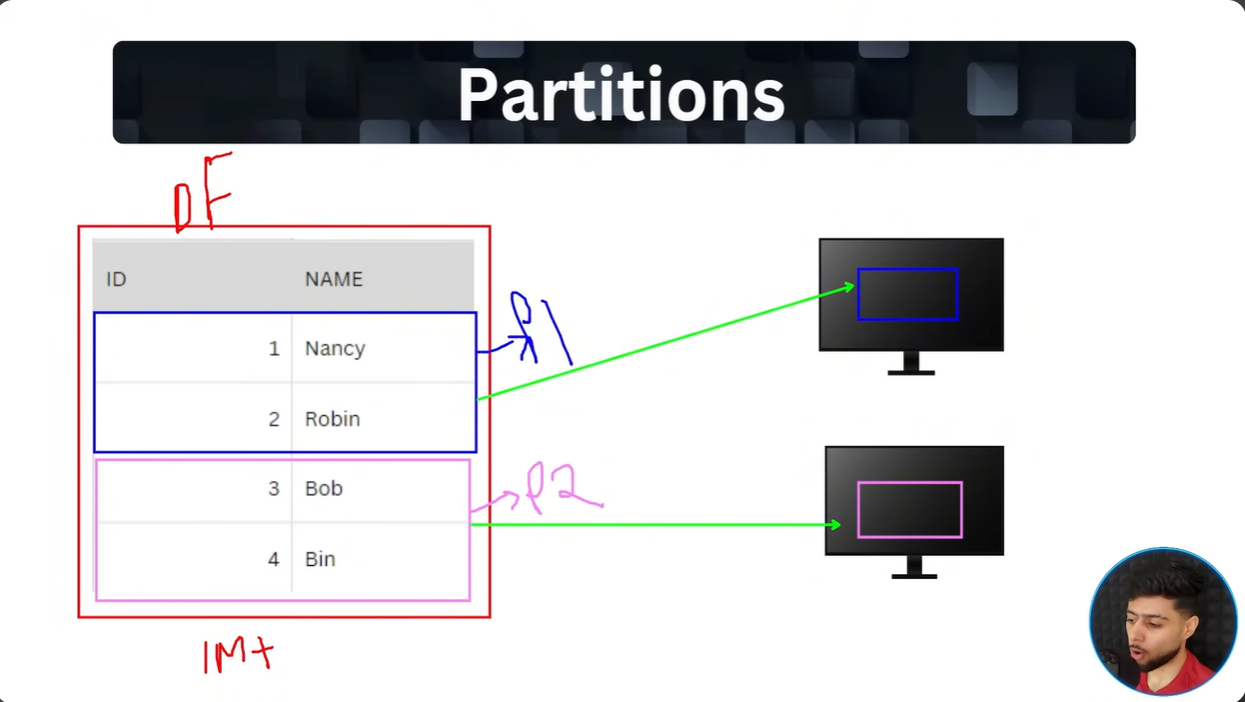 Partitions
DF
ID NAME
1 Nancy
P1
2 Robin
3 Bob
P2
4 Bin
1M+